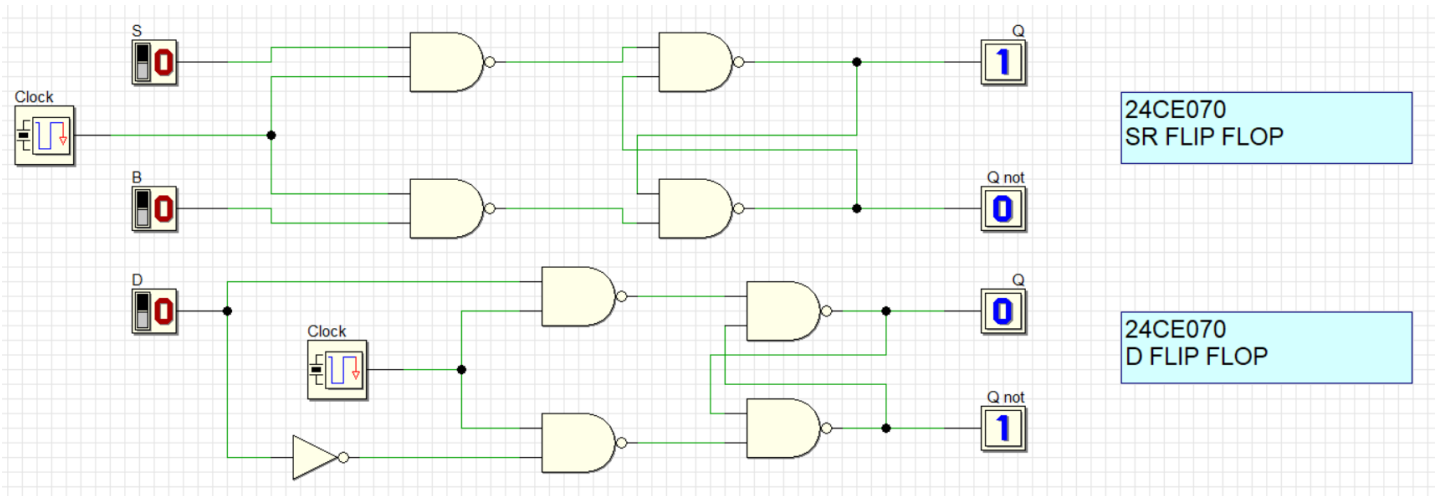 S
0
Q
1
Clock
24CE070
SR FLIP FLOP
B
0
Q not
0
D
0
Q
0
Clock
24CE070
D FLIP FLOP
Q not
1